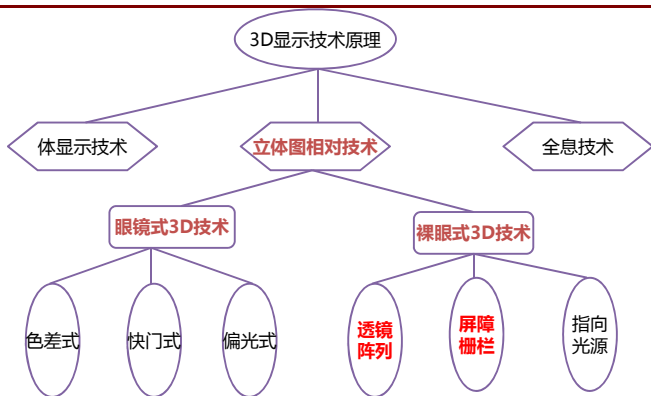 3D显示技术原理
体显示技术
立体图相对技术
全息技术
眼镜式3D技术
裸眼式3D技术
色差式
快门式
偏光式
透镜
阵列
屏障
栅栏
指向
光源